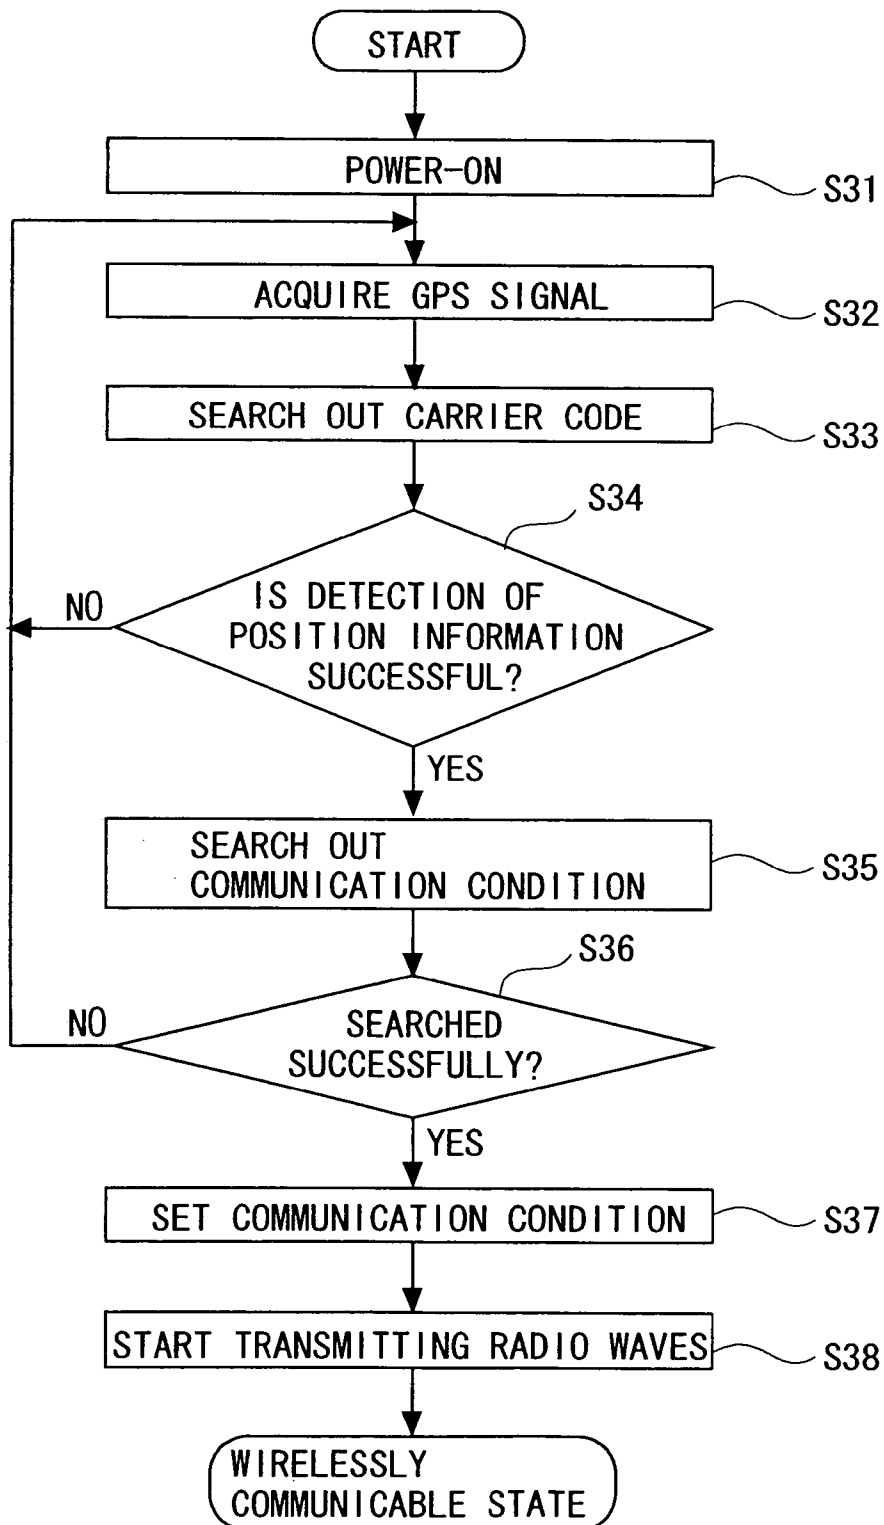 START
POWER-ON
S31
ACQUIRE GPS SIGNAL
S32
SEARCH OUT CARRIER CODE
S33
S34
IS DETECTION OF
POSITION INFORMATION
SUCCESSFUL?
NO
YES
SEARCH OUT
COMMUNICATION CONDITION
S35
S36
SEARCHED
SUCCESSFULLY?
NO
YES
SET COMMUNICATION CONDITION
S37
START TRANSMITTING RADIO WAVES
S38
WIRELESSLY
COMMUNICABLE STATE